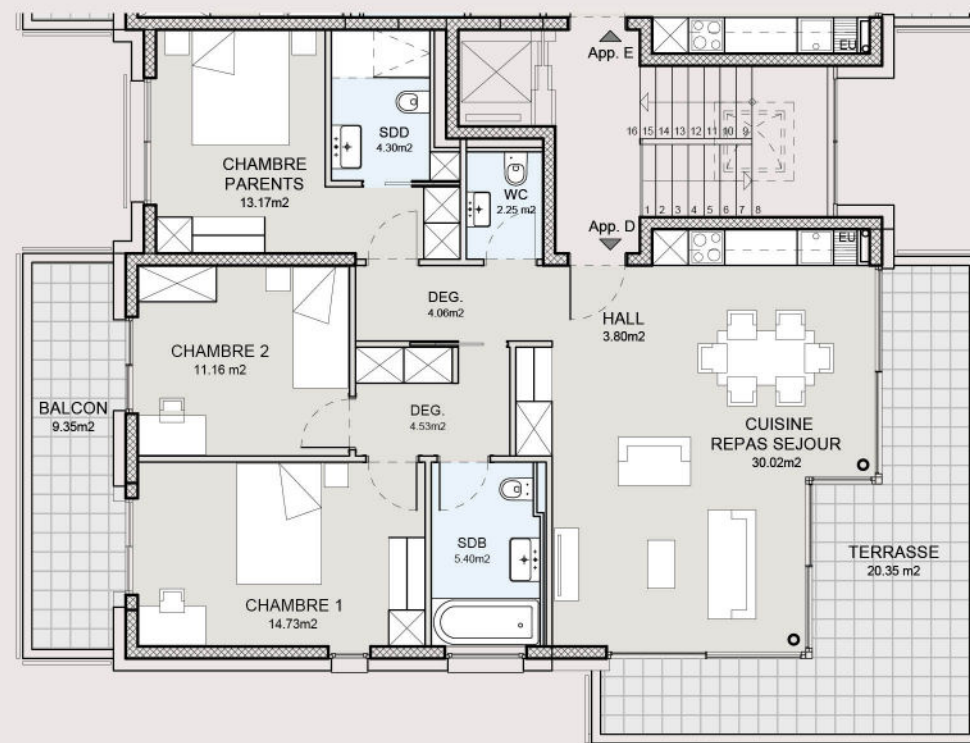 App. E
EU
SDD
4.30m2
16 15 14 13 12 11 10 9
CHAMBRE
PARENTS
13.17m2
WC
2.25 m2
1 2 3 4 5 6 7 8
App. D
EU
DEG.
4.06m2
HALL
3.80m2
CHAMBRE 2
11.16 m2
BALCON
9.35m2
DEG.
4.53m2
CUISINE
REPAS SEJOUR
30.02m2
SDB
5.40m2
TERRASSE
20.35 m2
CHAMBRE 1
14.73m2